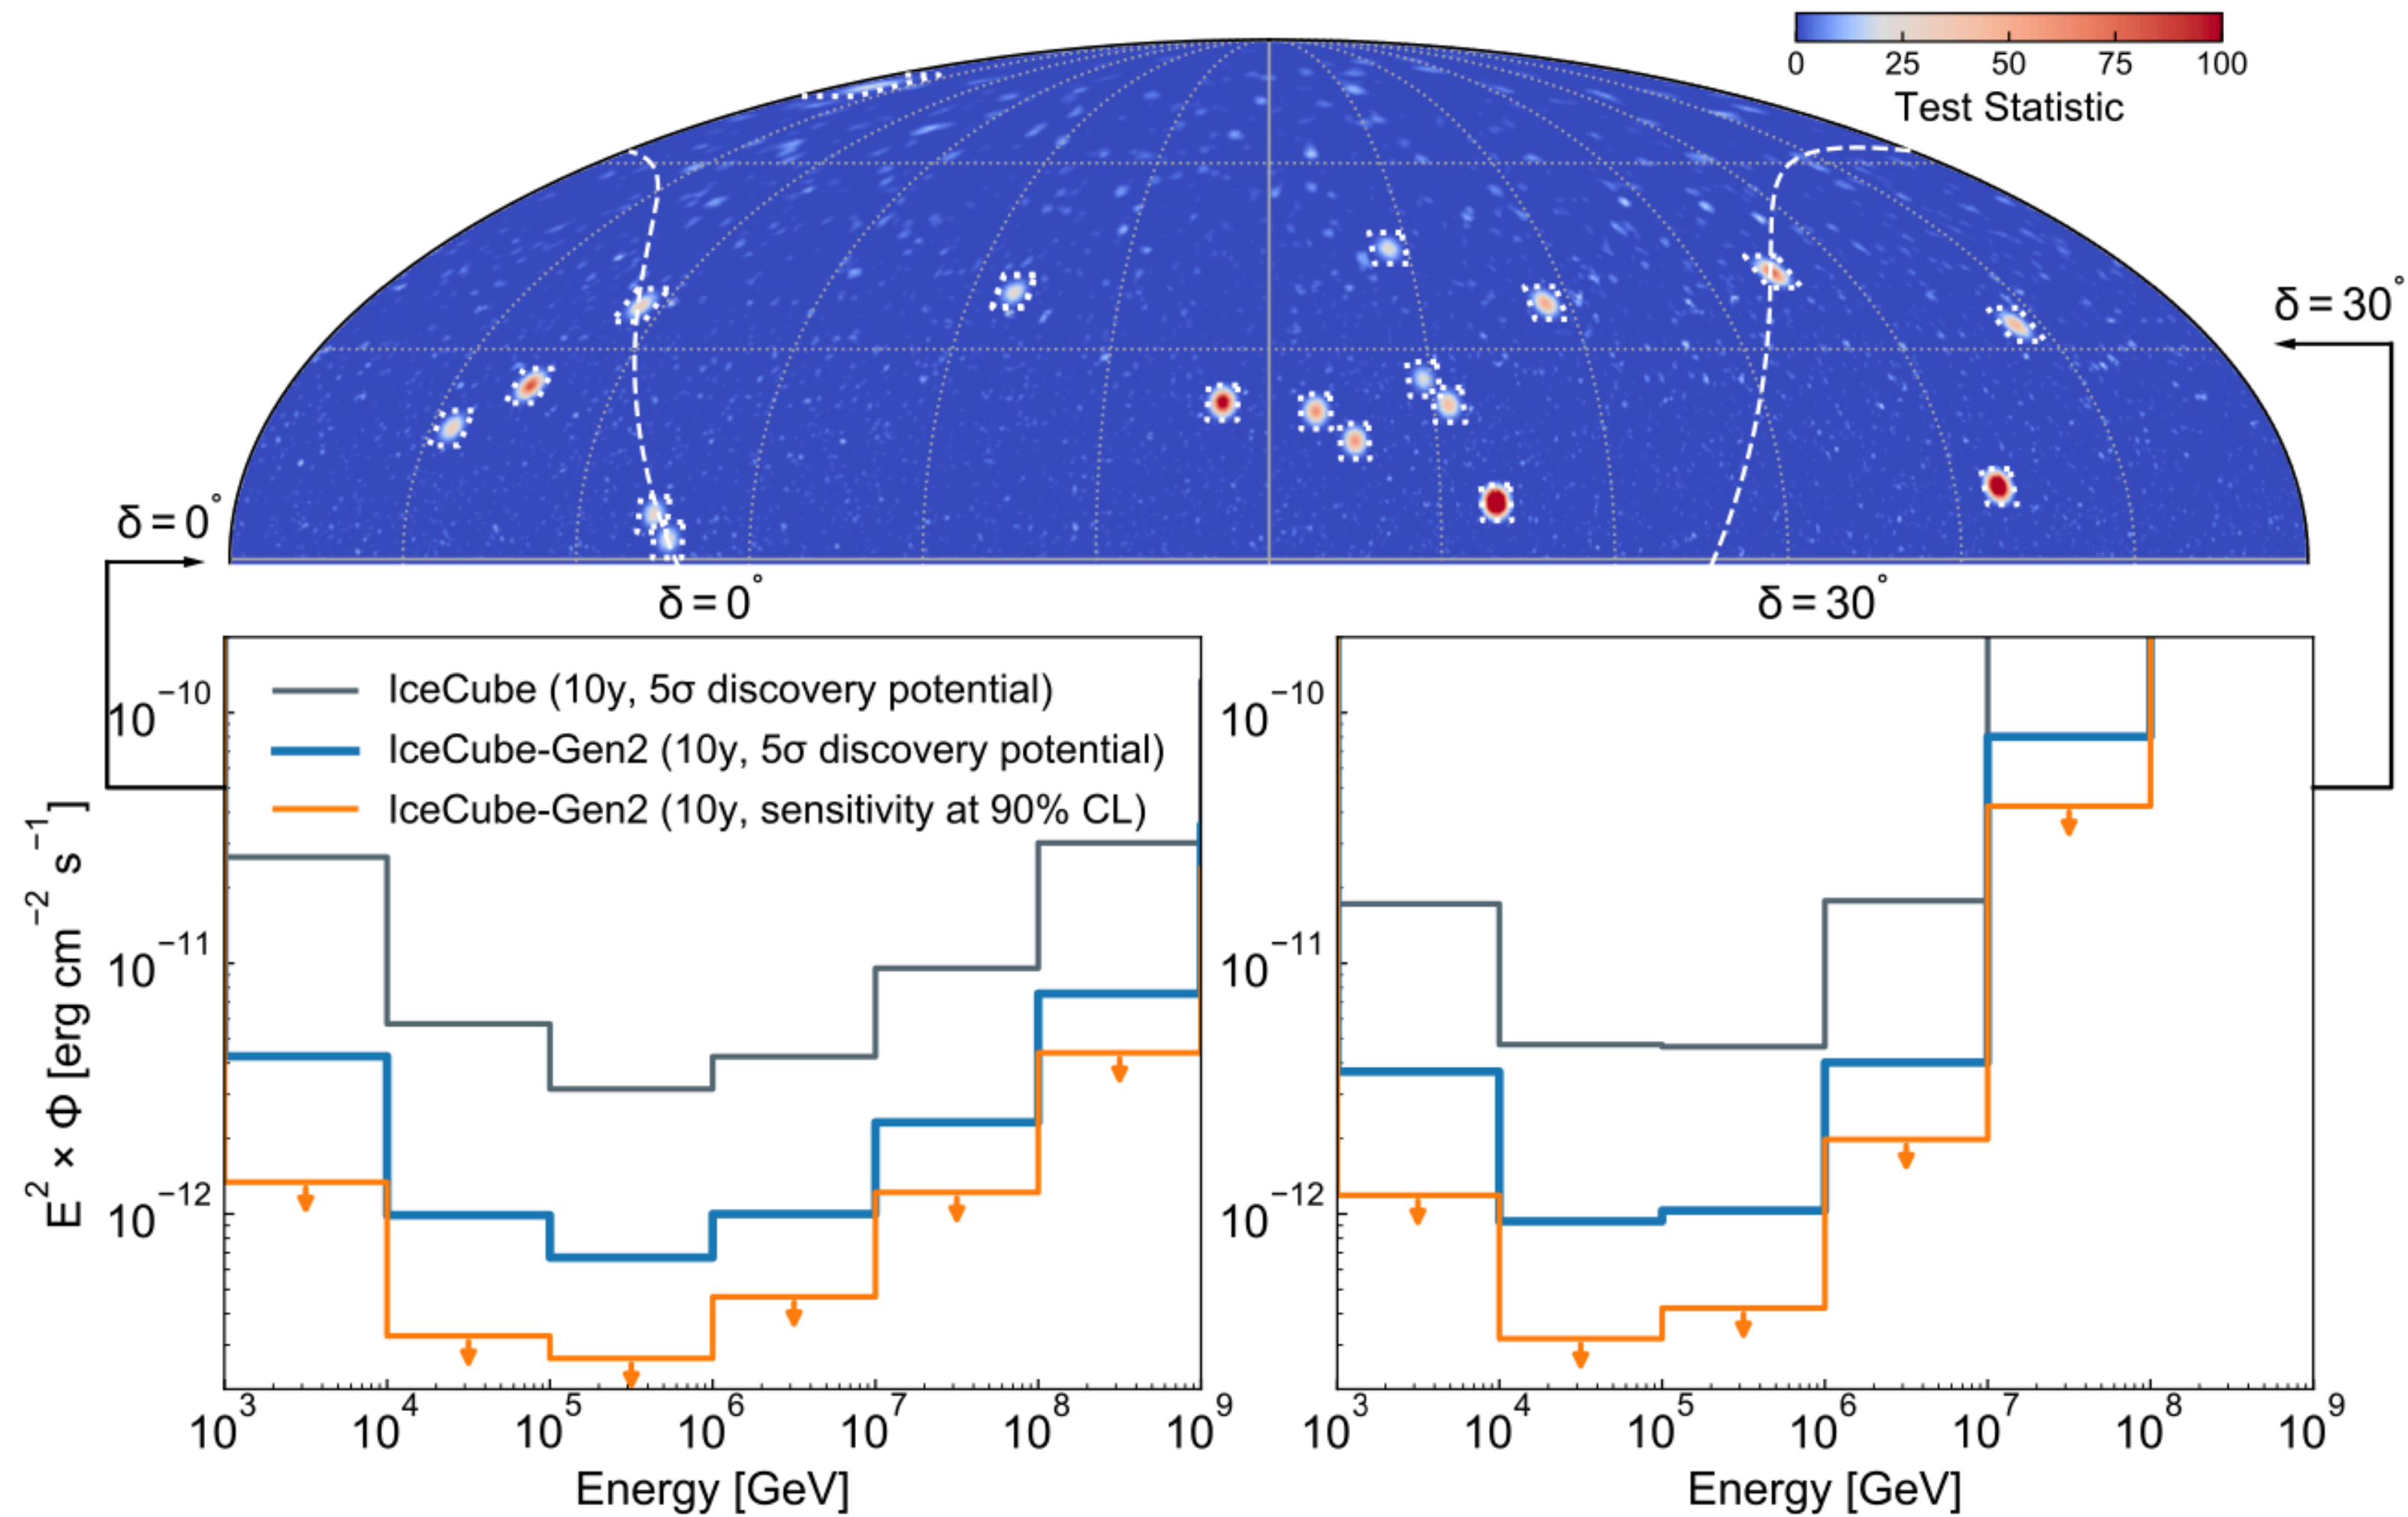 0 25 50 75 100
Test Statistic
δ = 30°
δ = 0°
δ = 0°
δ = 30°
IceCube (10y, 5σ discovery potential)
IceCube-Gen2 (10y, 5σ discovery potential)
IceCube-Gen2 (10y, sensitivity at 90% CL)
E² × Φ [erg cm⁻² s⁻¹]
10⁻¹⁰
10⁻¹¹
10⁻¹²
10⁻¹⁰
10⁻¹¹
10⁻¹²
10³ 10⁴ 10⁵ 10⁶ 10⁷ 10⁸ 10⁹
10³ 10⁴ 10⁵ 10⁶ 10⁷ 10⁸ 10⁹
Energy [GeV]
Energy [GeV]